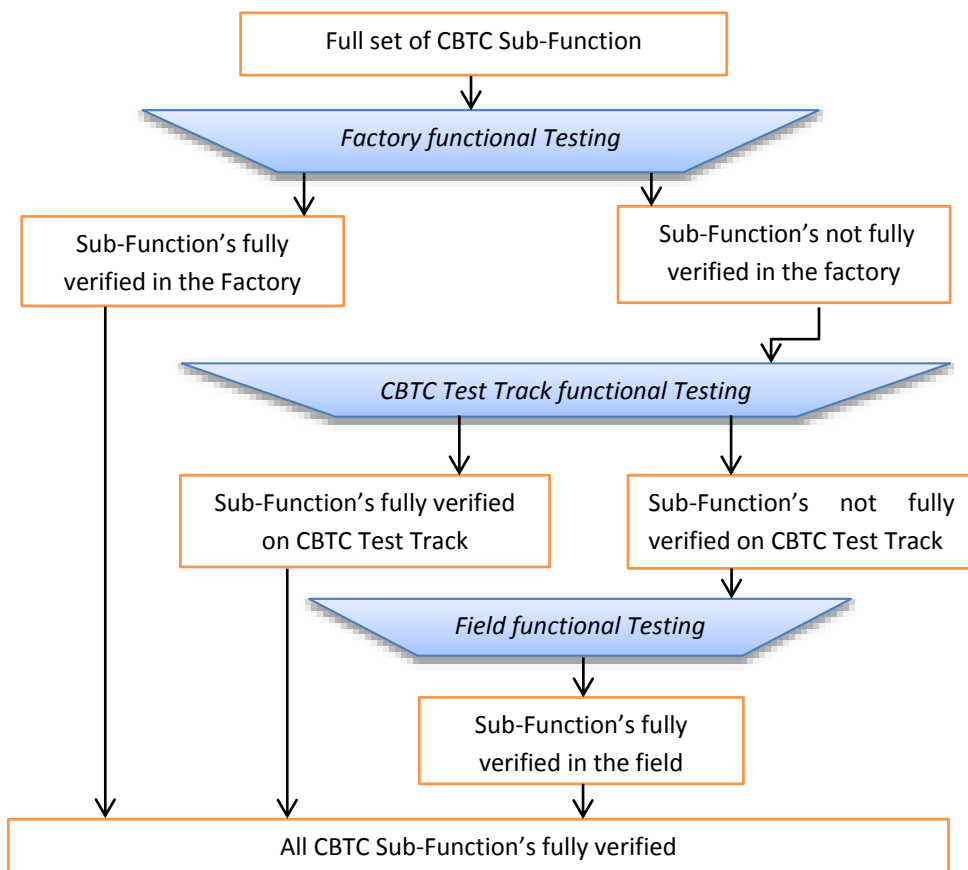 Full set of CBTC Sub-Function
Factory functional Testing
Sub-Function’s fully
verified in the Factory
Sub-Function’s not fully
verified in the factory
CBTC Test Track functional Testing
Sub-Function’s fully verified
on CBTC Test Track
Sub-Function’s not fully
verified on CBTC Test Track
Field functional Testing
Sub-Function’s fully
verified in the field
All CBTC Sub-Function’s fully verified